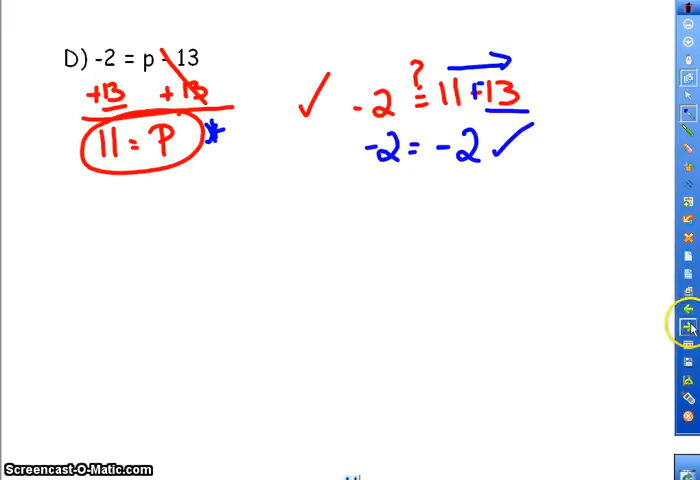 D) -2 = p - 13
+13 +13
11 = P *
✓ -2 ≟ 11 + -13
-2 = -2 ✓
Screencast-O-Matic.com